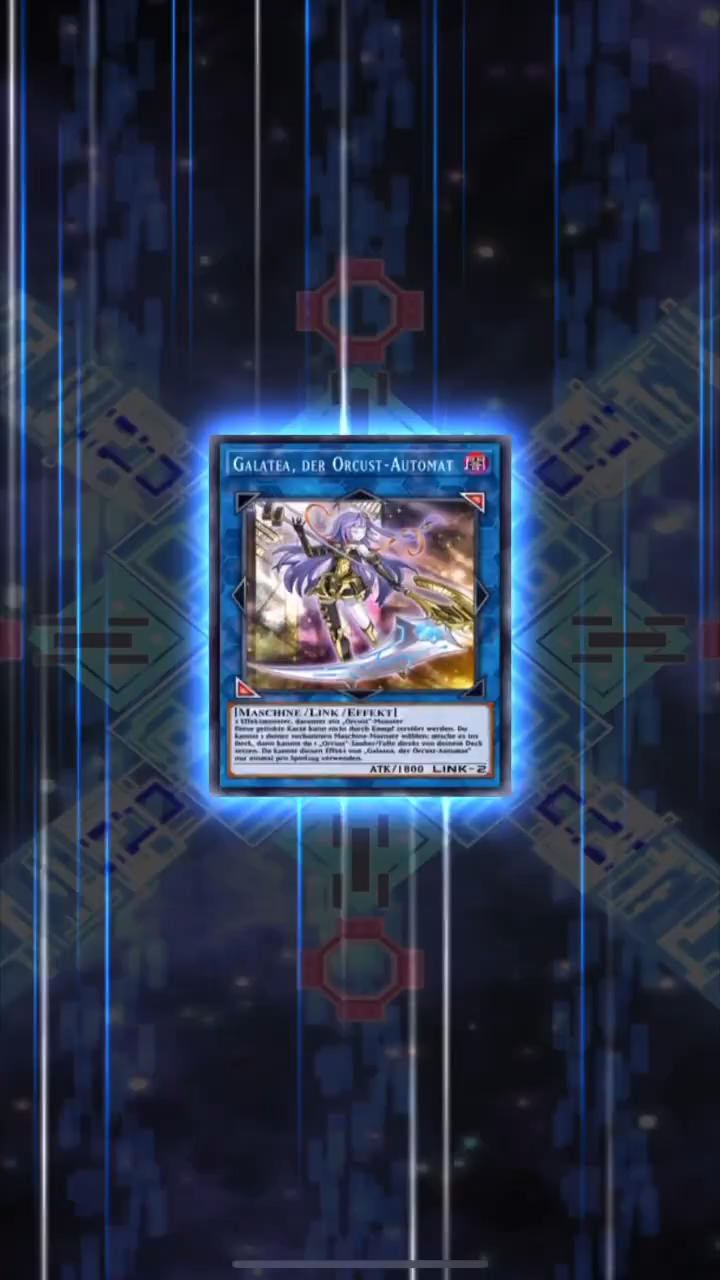 Galatea, der Orcust-Automat
[Maschine/Link/Effekt]
2 Effektmonster, darunter ein „Orcust“-Monster
Diese gelinkte Karte kann nicht durch Kampf zerstört werden. Du
kannst 1 deiner verbannten Maschine-Monster wählen; mische es ins
Deck, dann kannst du 1 „Orcust“-Zauber/Falle direkt von deinem Deck
setzen. Du kannst diesen Effekt von „Galatea, der Orcust-Automat“
nur einmal pro Spielzug verwenden.
ATK/1800 LINK-2